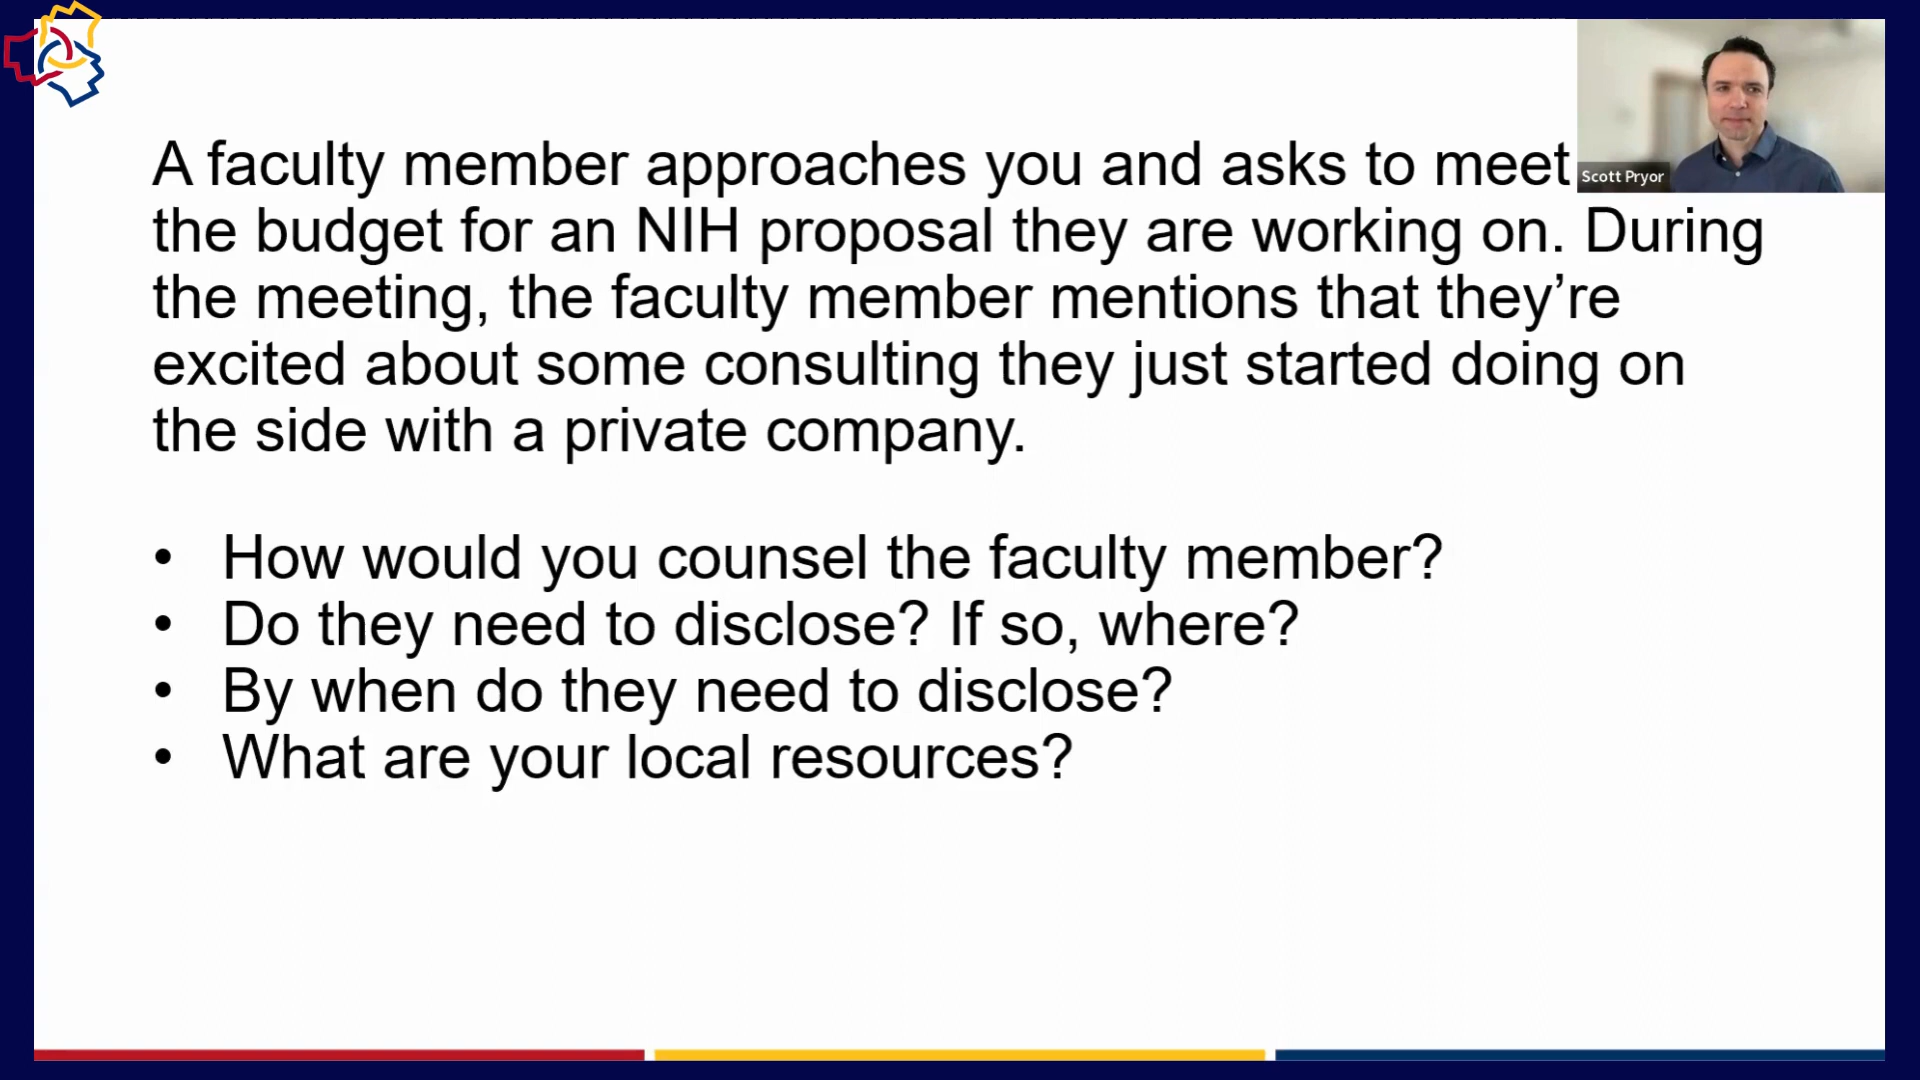 A faculty member approaches you and asks to meet
Scott Pryor
the budget for an NIH proposal they are working on. During
the meeting, the faculty member mentions that they’re
excited about some consulting they just started doing on
the side with a private company.
• How would you counsel the faculty member?
• Do they need to disclose? If so, where?
• By when do they need to disclose?
• What are your local resources?